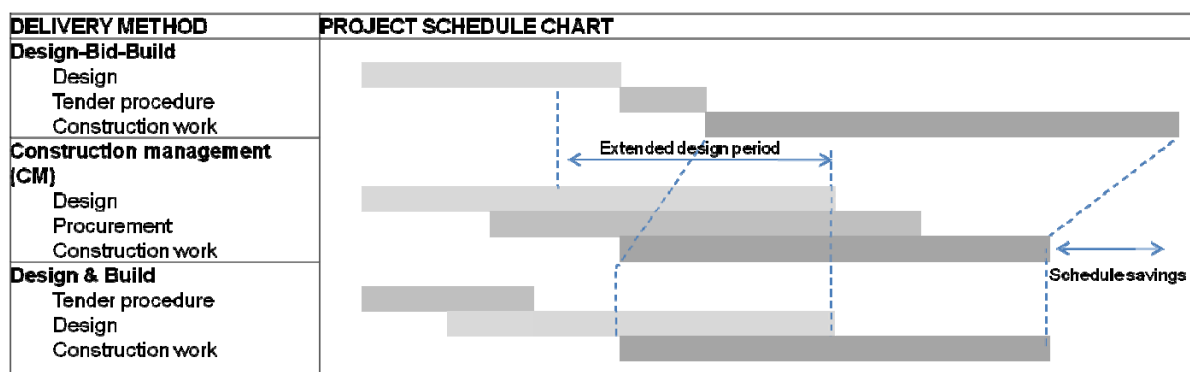 DELIVERY METHOD
PROJECT SCHEDULE CHART
Design-Bid-Build
Design
Tender procedure
Construction work
Construction management
(CM)
Extended design period
Design
Procurement
Construction work
Schedule savings
Design & Build
Tender procedure
Design
Construction work